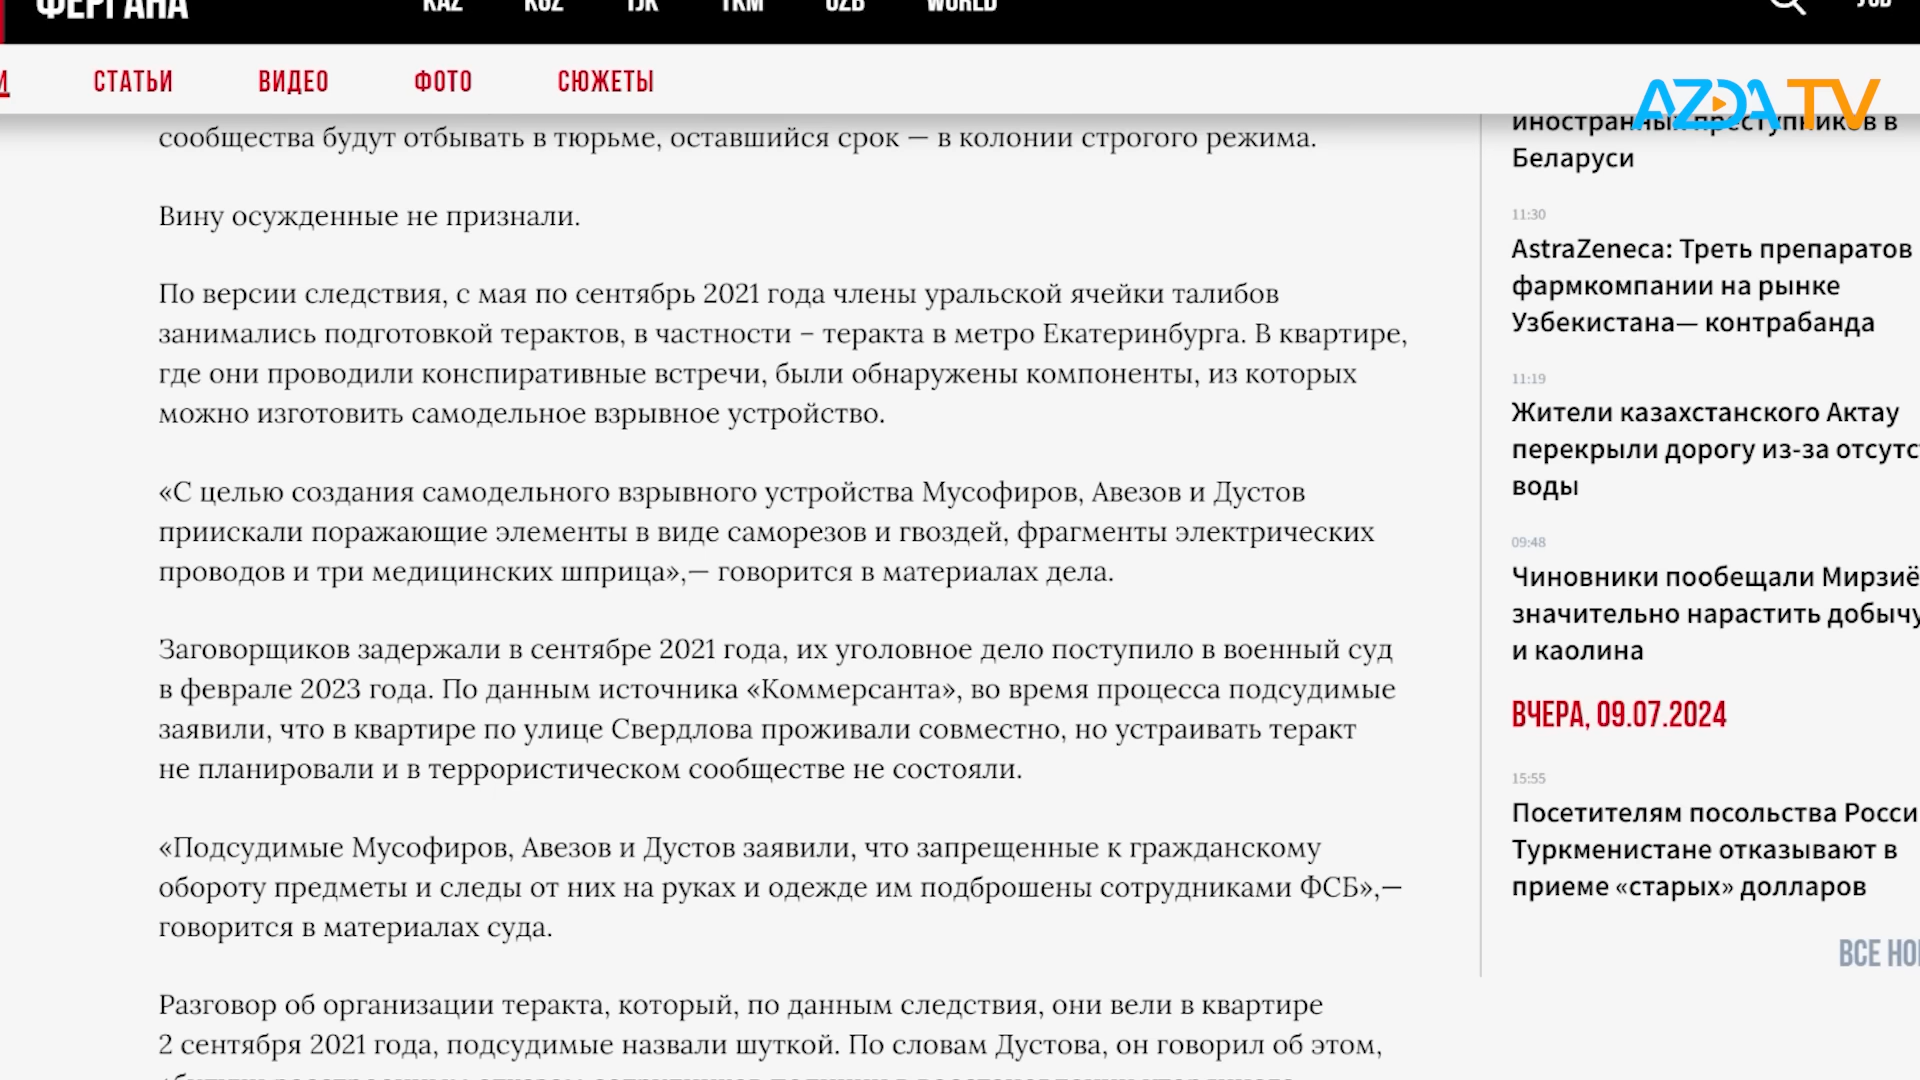 ФЕРГАНА
KAZ KGZ TJK TKM UZB WORLD
СТАТЬИ ВИДЕО ФОТО СЮЖЕТЫ
AZDA TV
сообщества будут отбывать в тюрьме, оставшийся срок — в колонии строгого режима.
Вину осужденные не признали.
По версии следствия, с мая по сентябрь 2021 года члены уральской ячейки талибов
занимались подготовкой терактов, в частности – теракта в метро Екатеринбурга. В квартире,
где они проводили конспиративные встречи, были обнаружены компоненты, из которых
можно изготовить самодельное взрывное устройство.
«С целью создания самодельного взрывного устройства Мусофиров, Авезов и Дустов
приискали поражающие элементы в виде саморезов и гвоздей, фрагменты электрических
проводов и три медицинских шприца»,— говорится в материалах дела.
Заговорщиков задержали в сентябре 2021 года, их уголовное дело поступило в военный суд
в феврале 2023 года. По данным источника «Коммерсанта», во время процесса подсудимые
заявили, что в квартире по улице Свердлова проживали совместно, но устраивать теракт
не планировали и в террористическом сообществе не состояли.
«Подсудимые Мусофиров, Авезов и Дустов заявили, что запрещенные к гражданскому
обороту предметы и следы от них на руках и одежде им подброшены сотрудниками ФСБ»,—
говорится в материалах суда.
Разговор об организации теракта, который, по данным следствия, они вели в квартире
2 сентября 2021 года, подсудимые назвали шуткой. По словам Дустова, он говорил об этом,
иностранных преступников в
Беларуси
11:30
AstraZeneca: Треть препаратов
фармкомпании на рынке
Узбекистана— контрабанда
11:19
Жители казахстанского Актау
перекрыли дорогу из-за отсутс
воды
09:48
Чиновники пообещали Мирзиё
значительно нарастить добычу
и каолина
ВЧЕРА, 09.07.2024
15:55
Посетителям посольства Росси
Туркменистане отказывают в
приеме «старых» долларов
ВСЕ НО